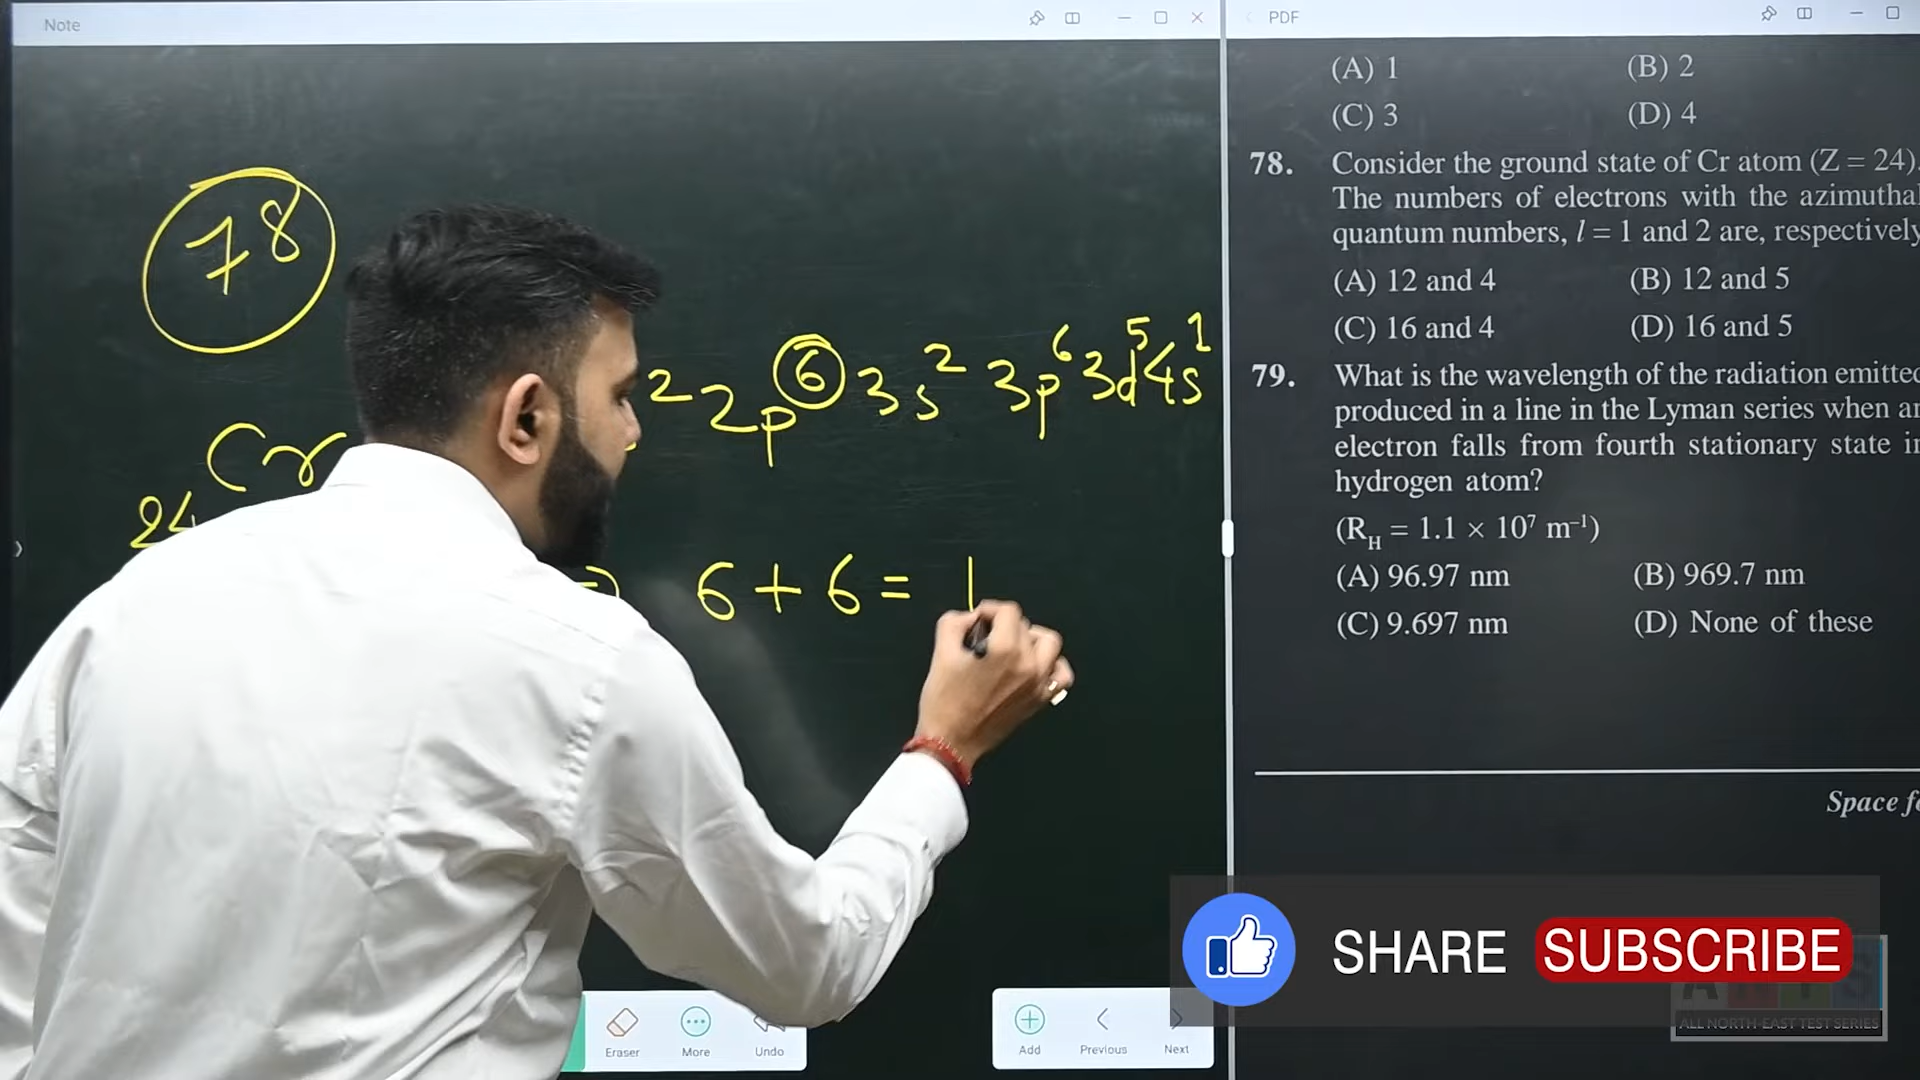 Note
PDF
78
2 2p⁶ 3s² 3p⁶ 3d⁵ 4s¹
Cr
24
6 + 6 = 1
(A) 1 (B) 2
(C) 3 (D) 4
78. Consider the ground state of Cr atom (Z = 24).
The numbers of electrons with the azimuthal
quantum numbers, l = 1 and 2 are, respectively
(A) 12 and 4 (B) 12 and 5
(C) 16 and 4 (D) 16 and 5
79. What is the wavelength of the radiation emitted
produced in a line in the Lyman series when an
electron falls from fourth stationary state in
hydrogen atom?
(R_H = 1.1 × 10⁷ m⁻¹)
(A) 96.97 nm (B) 969.7 nm
(C) 9.697 nm (D) None of these
Space fo
SHARE SUBSCRIBE
ALL NORTH-EAST TEST SERIES
Eraser More Undo Add Previous Next